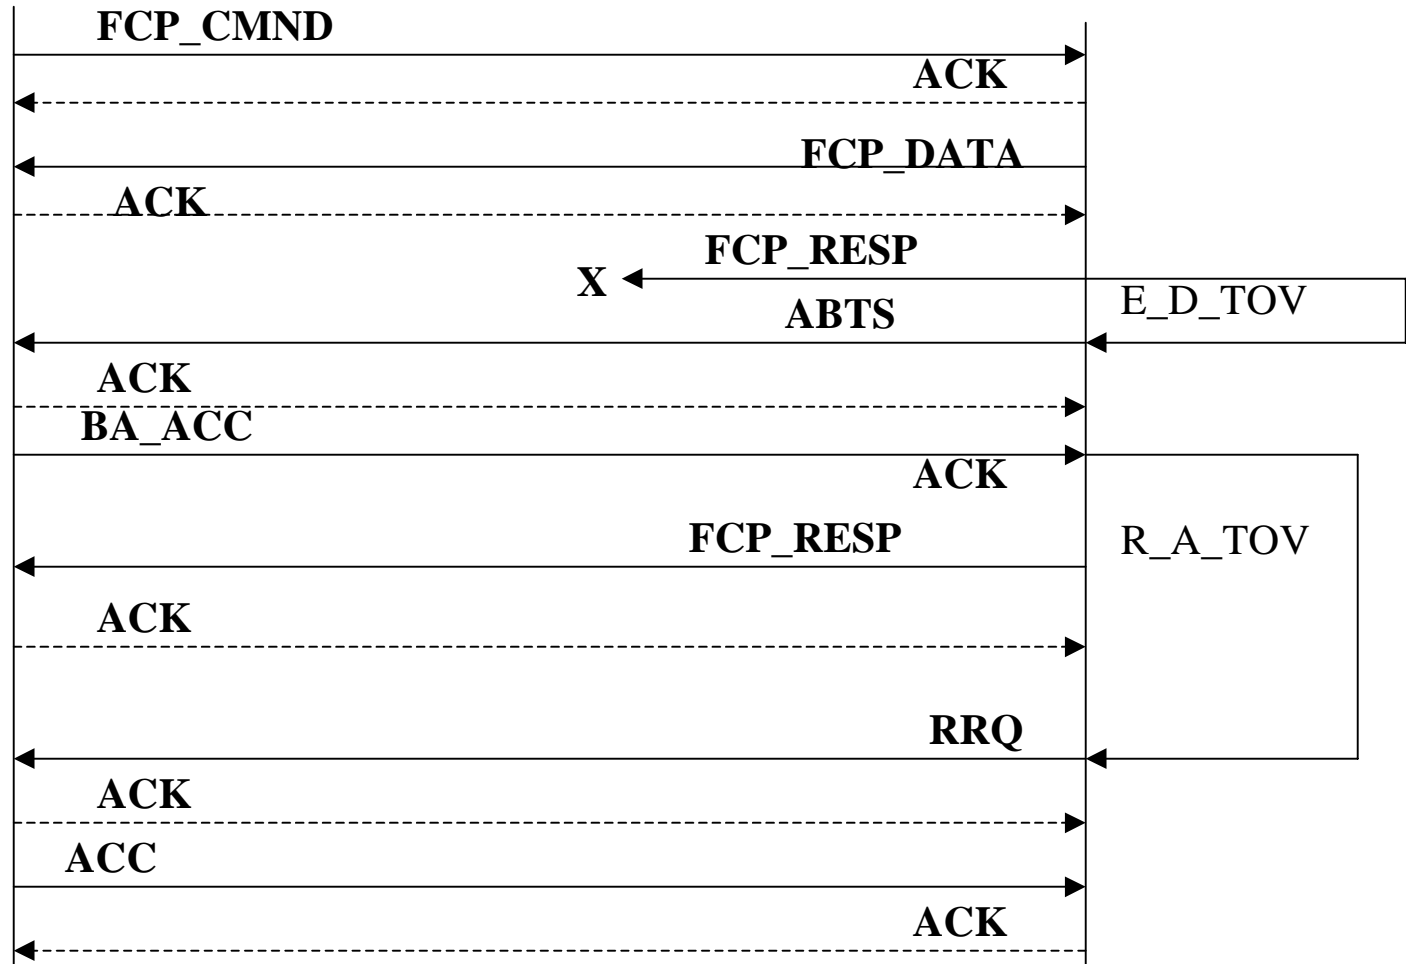 FCP_CMND
ACK
FCP_DATA
ACK
FCP_RESP
X
E_D_TOV
ABTS
ACK
BA_ACC
ACK
FCP_RESP
R_A_TOV
ACK
RRQ
ACK
ACC
ACK